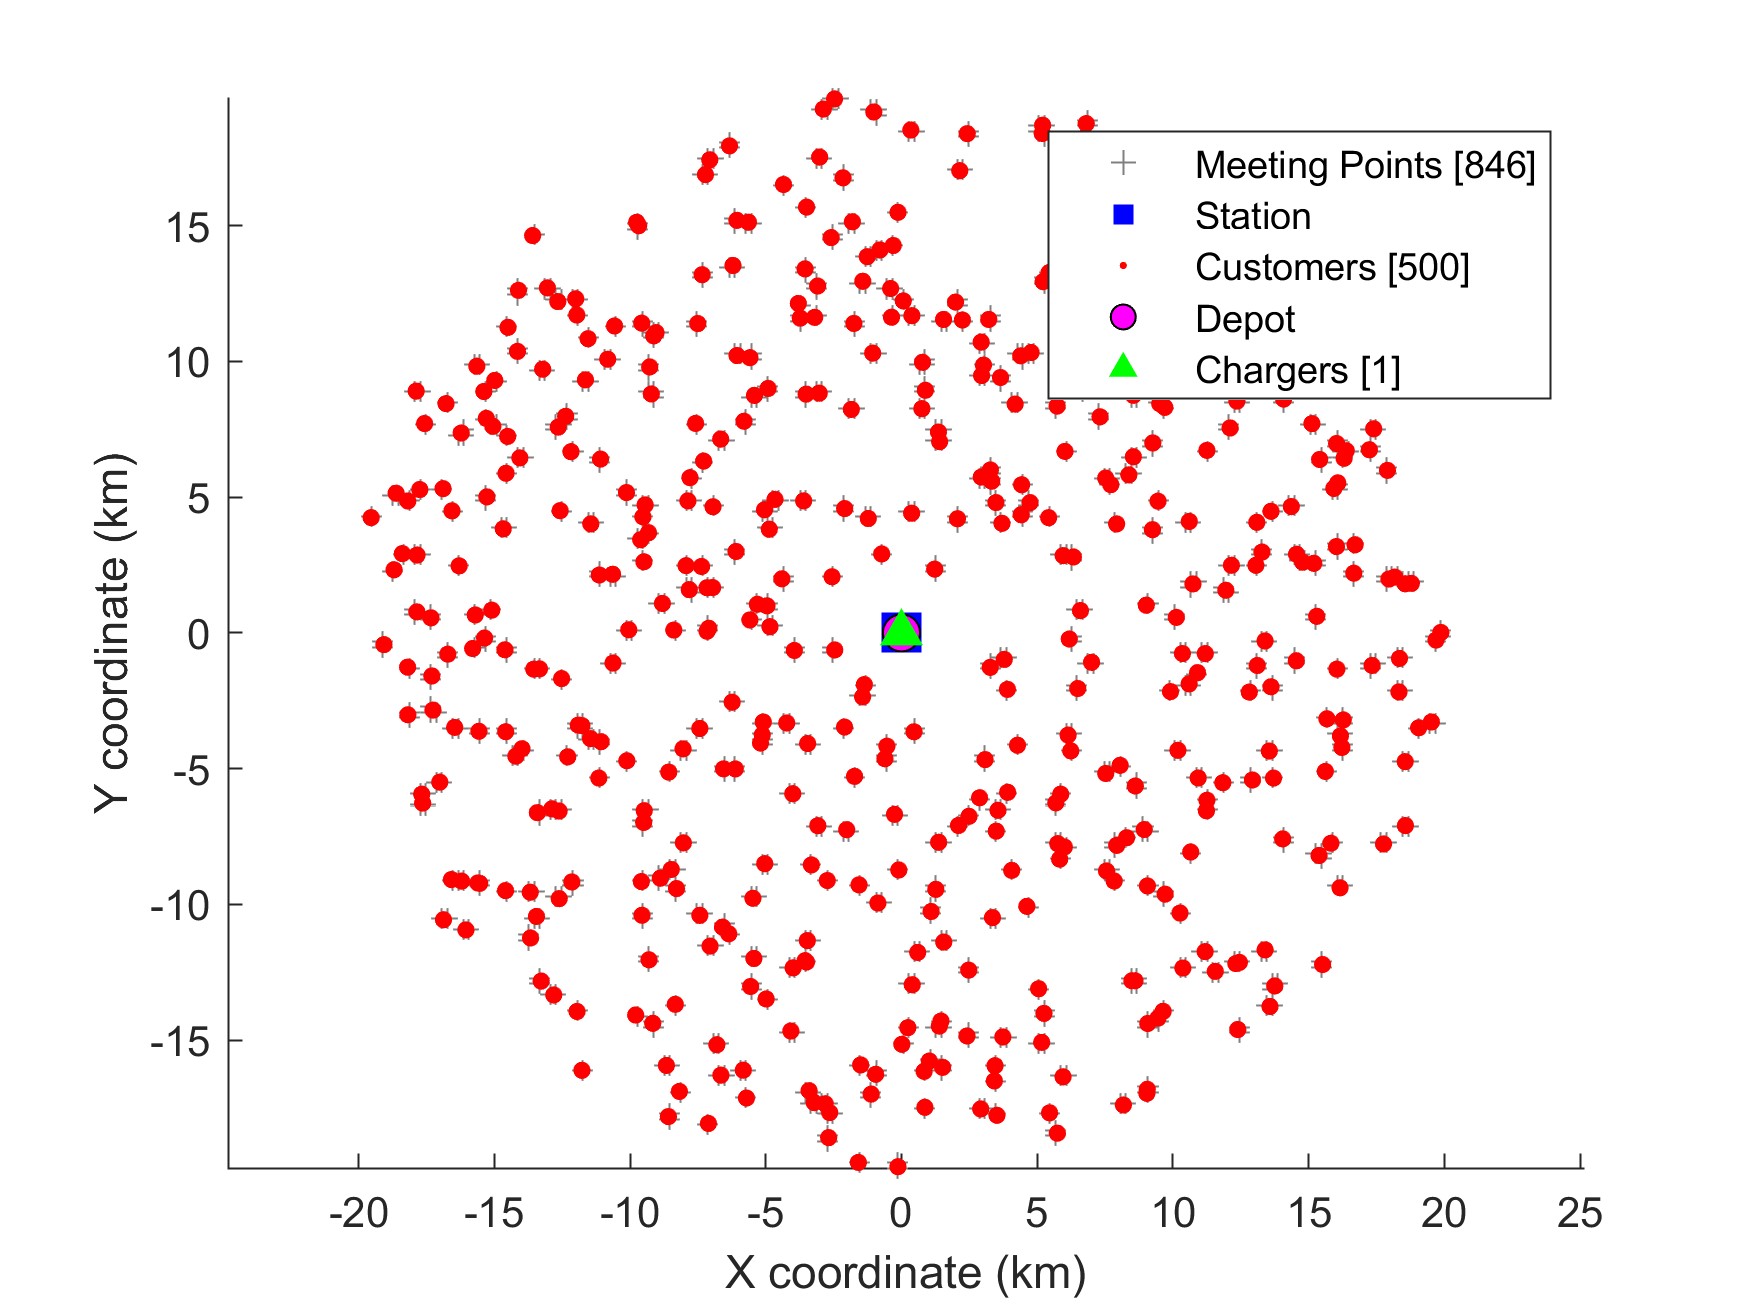 Meeting Points [846]
Station
Customers [500]
Depot
Chargers [1]
15
10
5
0
-5
-10
-15
Y coordinate (km)
-20 -15 -10 -5 0 5 10 15 20 25
X coordinate (km)